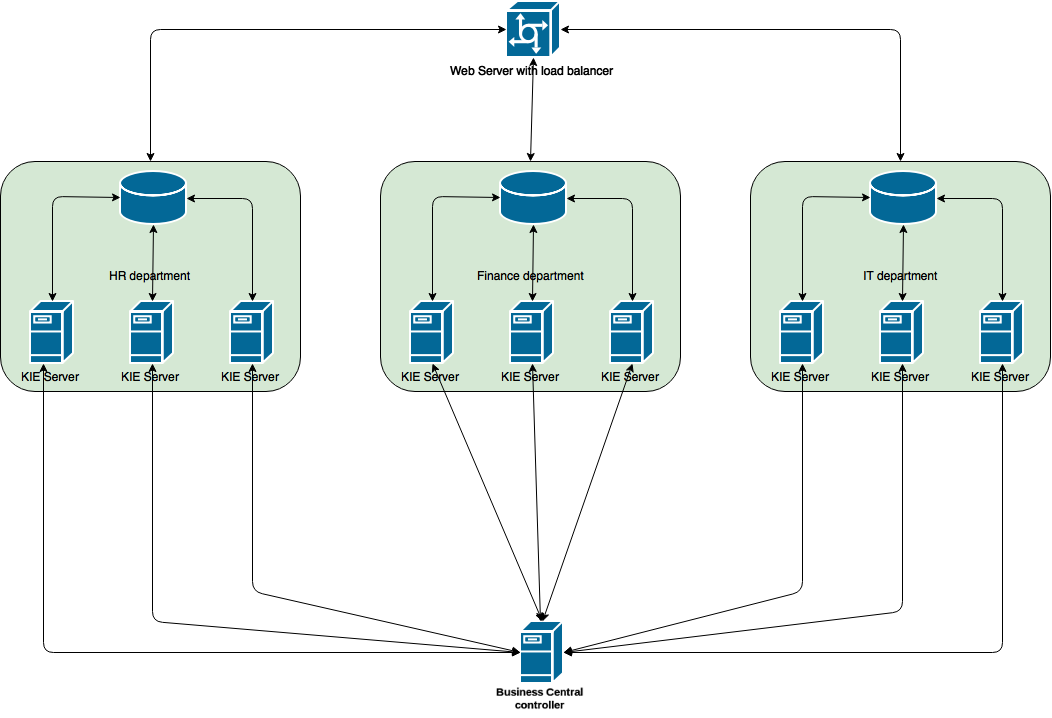 Web Server with load balancer
HR department
Finance department
IT department
KIE Server
KIE Server
KIE Server
KIE Server
KIE Server
KIE Server
KIE Server
KIE Server
KIE Server
Business Central
controller